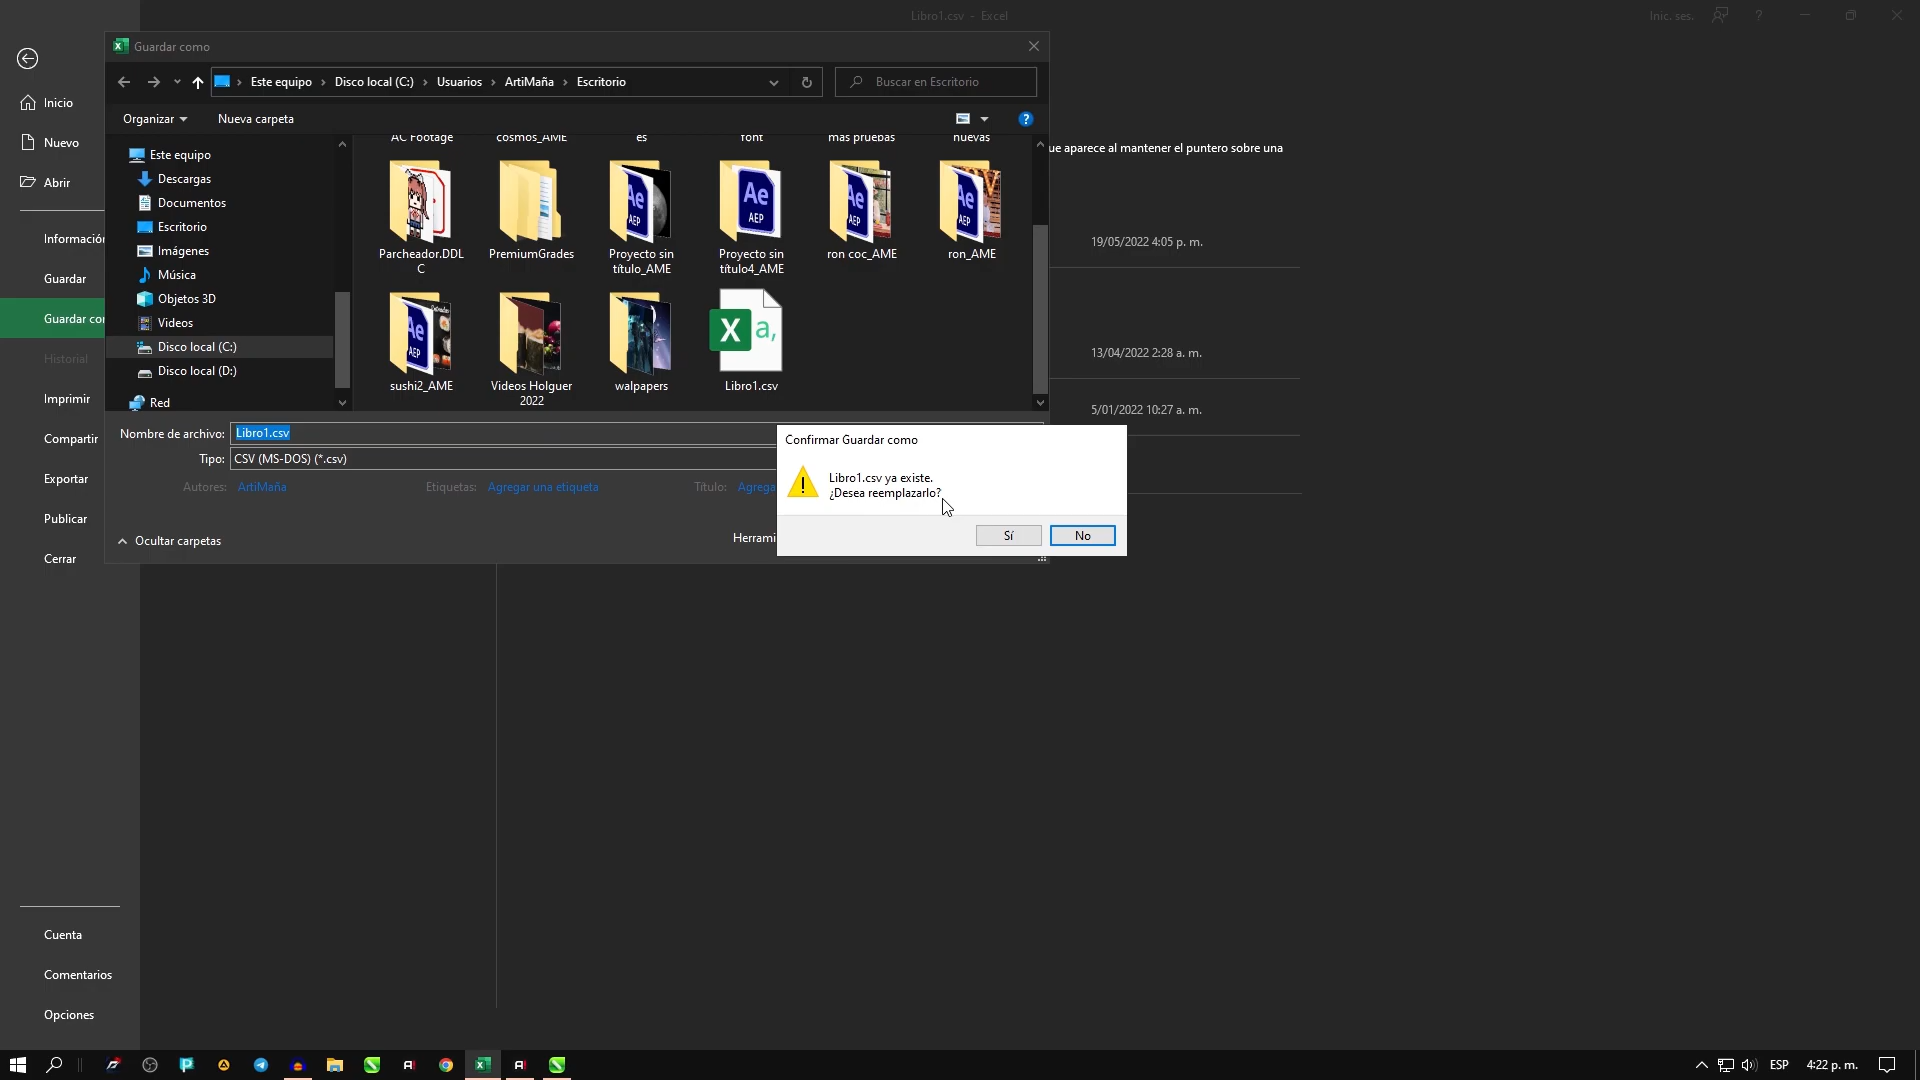 Libro1.csv - Excel
Inic. ses.
?
Guardar como
Inicio
Nuevo
Abrir
Información
Guardar
Guardar co
Historial
Imprimir
Compartir
Exportar
Publicar
Cerrar
Cuenta
Comentarios
Opciones
Este equipo
Disco local (C:)
Usuarios
ArtiMaña
Escritorio
Buscar en Escritorio
Organizar
Nueva carpeta
?
Este equipo
Descargas
Documentos
Escritorio
Imágenes
Música
Objetos 3D
Videos
Disco local (C:)
Disco local (D:)
Red
AC Footage
cosmos_AME
es
font
mas pruebas
nuevas
Parcheador.DDL
C
PremiumGrades
Proyecto sin
título_AME
Proyecto sin
título4_AME
ron coc_AME
ron_AME
sushi2_AME
Videos Holguer
2022
walpapers
Libro1.csv
Nombre de archivo: Libro1.csv
Tipo: CSV (MS-DOS) (*.csv)
Autores: ArtiMaña
Etiquetas: Agregar una etiqueta
Título: Agrega
Ocultar carpetas
Herrami
Confirmar Guardar como
Libro1.csv ya existe.
¿Desea reemplazarlo?
Sí
No
ue aparece al mantener el puntero sobre una
19/05/2022 4:05 p. m.
13/04/2022 2:28 a. m.
5/01/2022 10:27 a. m.
ESP
4:22 p. m.